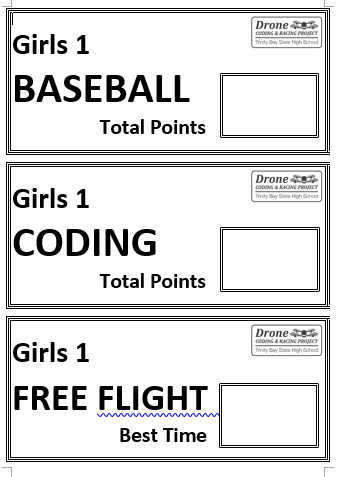 Drone
CODING & RACING PROJECT
Trinity Bay State High School
Girls 1
BASEBALL
Total Points
Drone
CODING & RACING PROJECT
Trinity Bay State High School
Girls 1
CODING
Total Points
Drone
CODING & RACING PROJECT
Trinity Bay State High School
Girls 1
FREE FLIGHT
Best Time